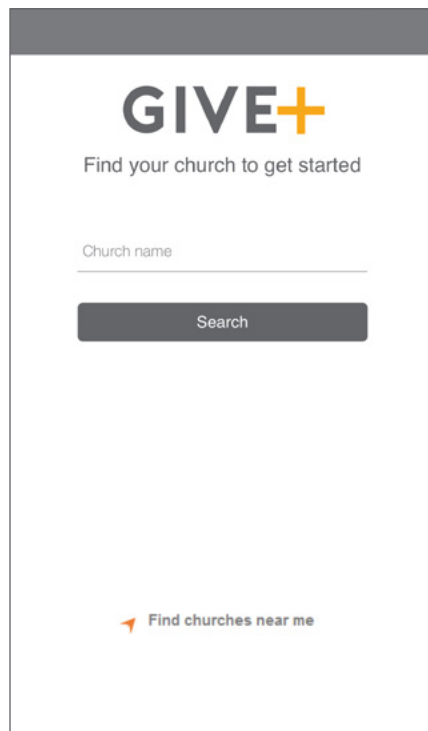 GIVE+
Find your church to get started
Church name
Search
Find churches near me